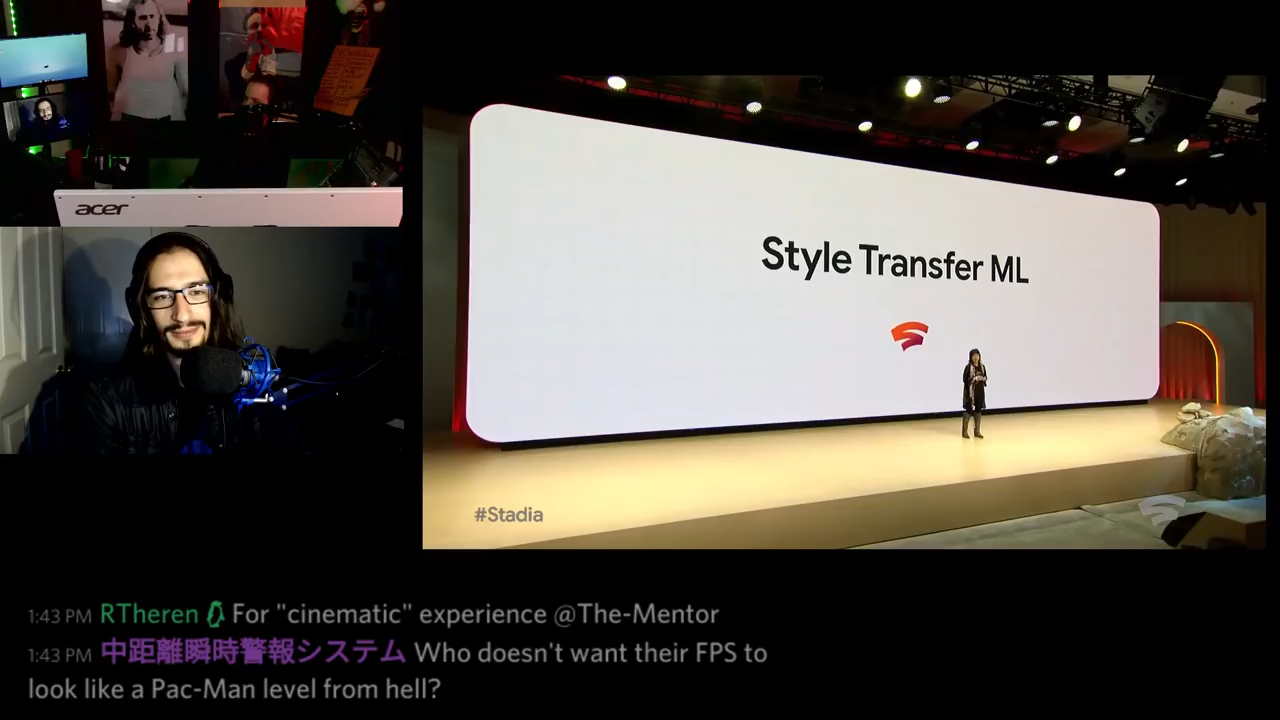 acer
Style Transfer ML
#Stadia
1:43 PM RTheren For "cinematic" experience @The-Mentor
1:43 PM 中距離瞬時警報システム Who doesn't want their FPS to
look like a Pac-Man level from hell?